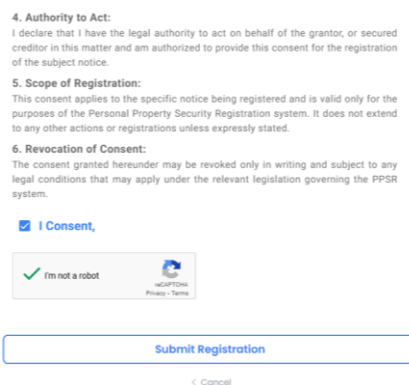 4. Authority to Act:
I declare that I have the legal authority to act on behalf of the grantor, or secured
creditor in this matter and am authorized to provide this consent for the registration
of the subject notice.
5. Scope of Registration:
This consent applies to the specific notice being registered and is valid only for the
purposes of the Personal Property Security Registration system. It does not extend
to any other actions or registrations unless expressly stated.
6. Revocation of Consent:
The consent granted hereunder may be revoked only in writing and subject to any
legal conditions that may apply under the relevant legislation governing the PPSR
system.
I Consent,
I'm not a robot
reCAPTCHA
Privacy - Terms
Submit Registration
< Cancel